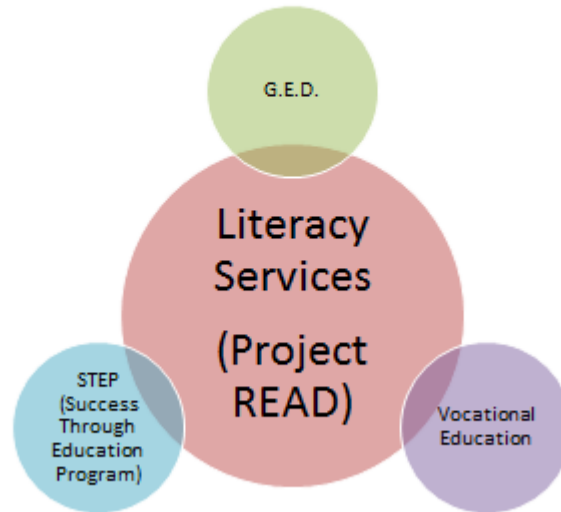 G.E.D.
Literacy
Services
(Project
READ)
STEP
(Success
Through
Education
Program)
Vocational
Education